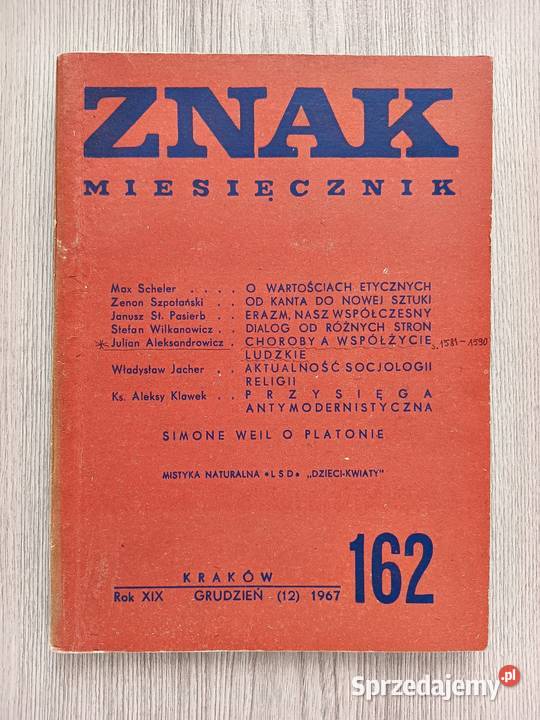 ZNAK
MIESIĘCZNIK
Max Scheler . . . . O WARTOŚCIACH ETYCZNYCH
Zenon Szpotański . . OD KANTA DO NOWEJ SZTUKI
Janusz St. Pasierb . . ERAZM, NASZ WSPÓŁCZESNY
Stefan Wilkanowicz . . DIALOG OD RÓŻNYCH STRON
* Julian Aleksandrowicz . CHOROBY A WSPÓŁŻYCIE s. 1581-1590
LUDZKIE
Władysław Jacher . . AKTUALNOŚĆ SOCJOLOGII
RELIGII
Ks. Aleksy Klawek . . PRZYSIĘGA
ANTYMODERNISTYCZNA
SIMONE WEIL O PLATONIE
MISTYKA NATURALNA • LSD • „DZIECI-KWIATY"
KRAKÓW
Rok XIX GRUDZIEŃ (12) 1967 162
Sprzedajemy.pl